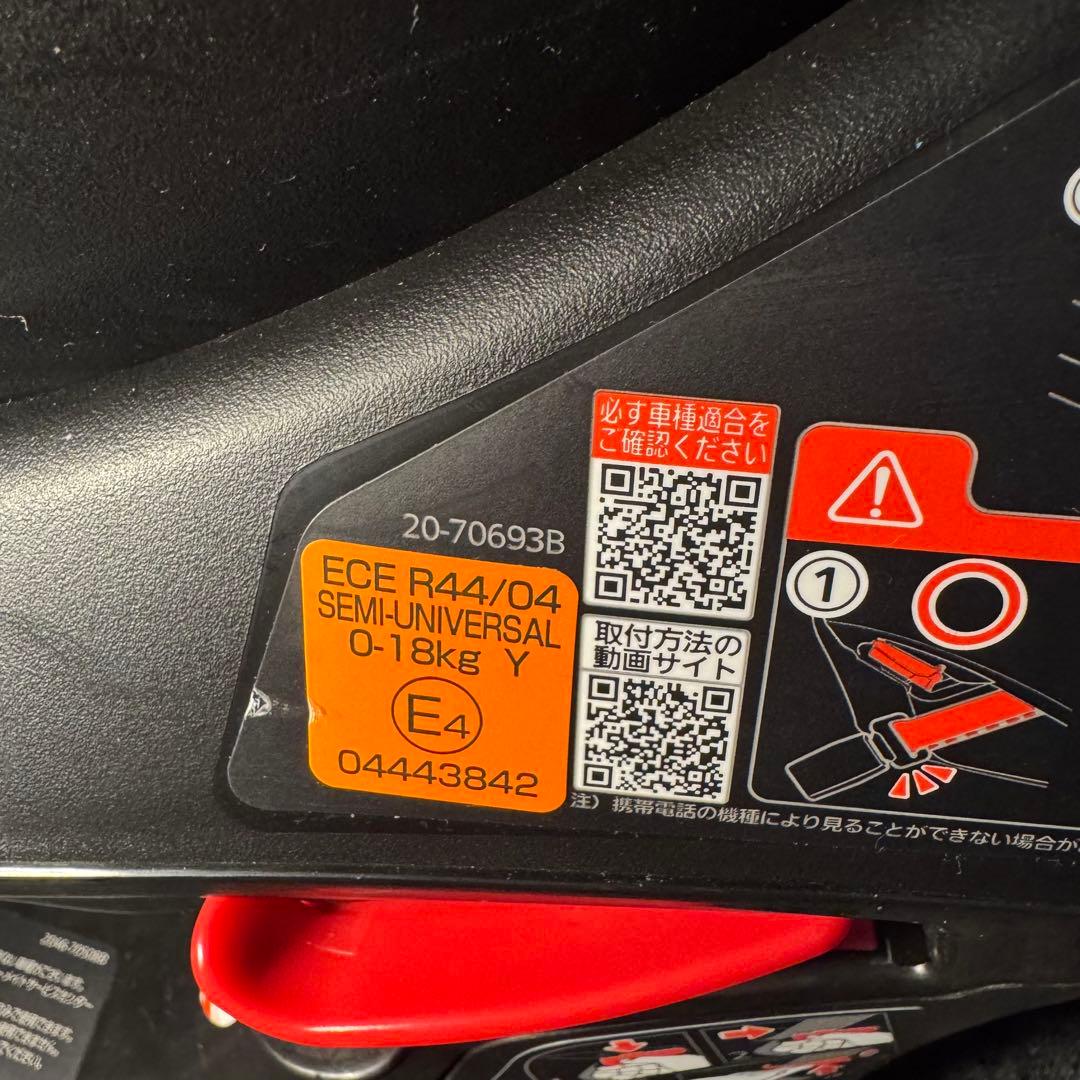 必ず車種適合を
ご確認ください
20-70693B
ECE R44/04
SEMI-UNIVERSAL
0-18kg Y
E4
04443842
取付方法の
動画サイト
1
注）携帯電話の機種により見ることができない場合が